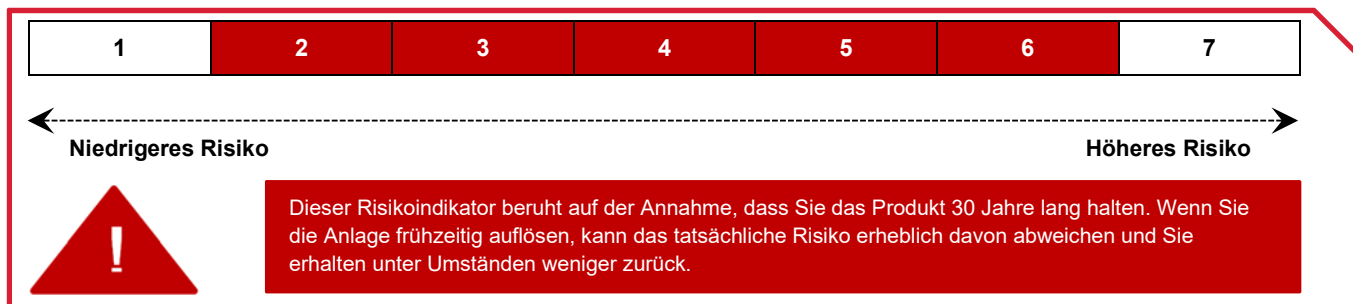 1 2 3 4 5 6 7
Niedrigeres Risiko Höheres Risiko
!
Dieser Risikoindikator beruht auf der Annahme, dass Sie das Produkt 30 Jahre lang halten. Wenn Sie
die Anlage frühzeitig auflösen, kann das tatsächliche Risiko erheblich davon abweichen und Sie
erhalten unter Umständen weniger zurück.